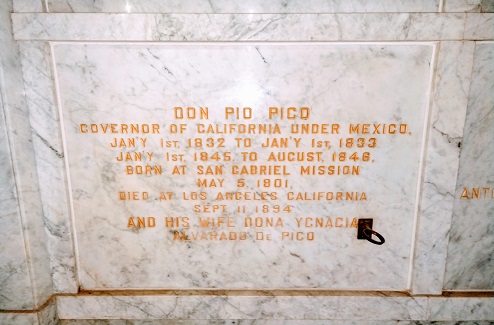 DON PIO PICO
GOVERNOR OF CALIFORNIA UNDER MEXICO,
JAN'Y 1ST, 1832 TO JAN'Y 1ST, 1833
JAN'Y 1ST, 1845, TO AUGUST, 1846,
BORN AT SAN GABRIEL MISSION
MAY 5, 1801,
DIED AT LOS ANGELES CALIFORNIA
SEPT 11 1894
AND HIS WIFE DONA YGNACIA
ALVARADO DE PICO